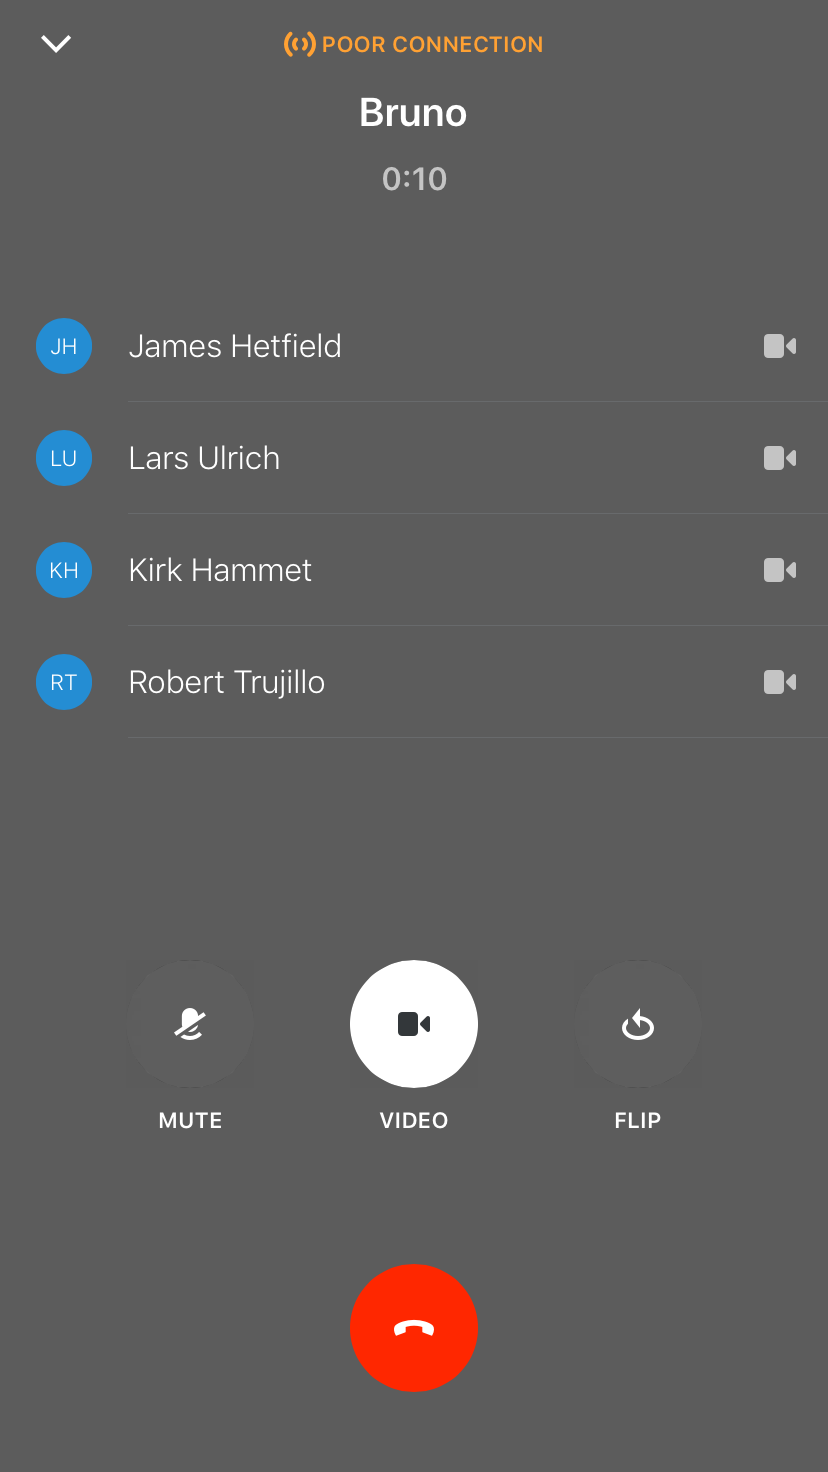 POOR CONNECTION
Bruno
0:10
JH James Hetfield
LU Lars Ulrich
KH Kirk Hammet
RT Robert Trujillo
MUTE VIDEO FLIP